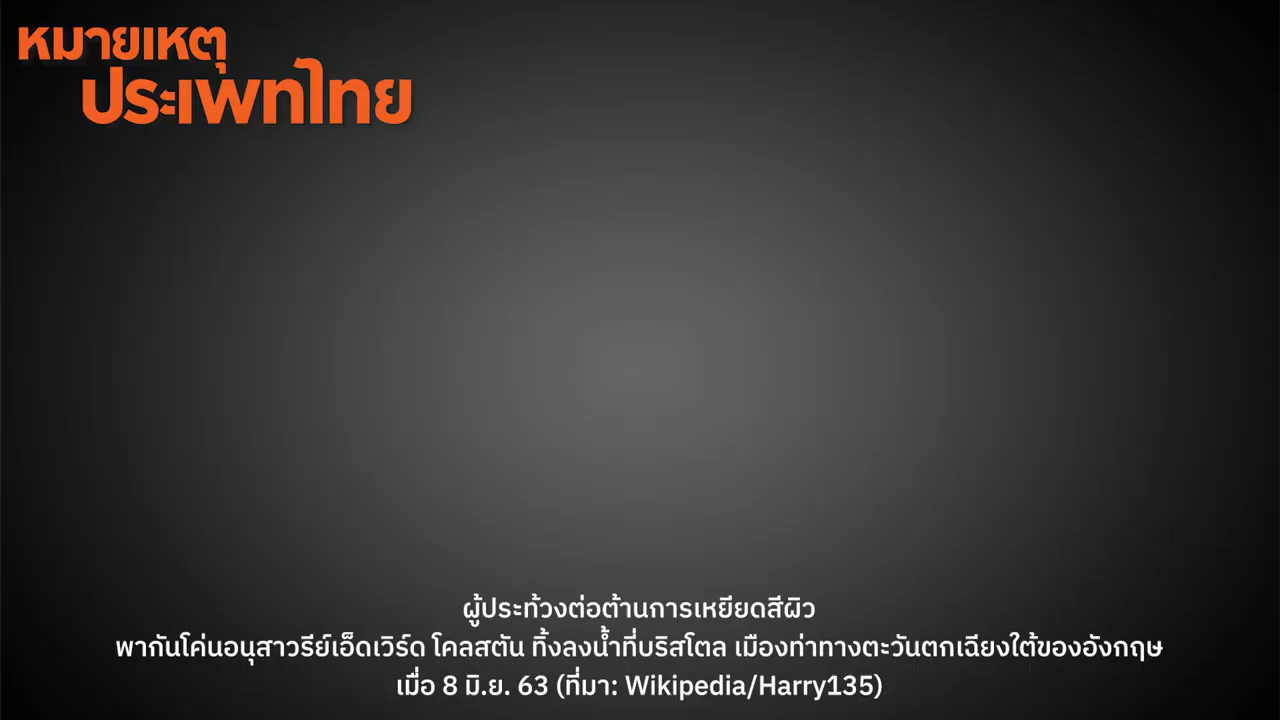 หมายเหตุ
ประเพทไทย
ผู้ประท้วงต่อต้านการเหยียดสีผิว
พากันโค่นอนุสาวรีย์เอ็ดเวิร์ด โคลสตัน ทิ้งลงน้ำที่บริสโตล เมืองท่าทางตะวันตกเฉียงใต้ของอังกฤษ
เมื่อ 8 มิ.ย. 63 (ที่มา: Wikipedia/Harry135)